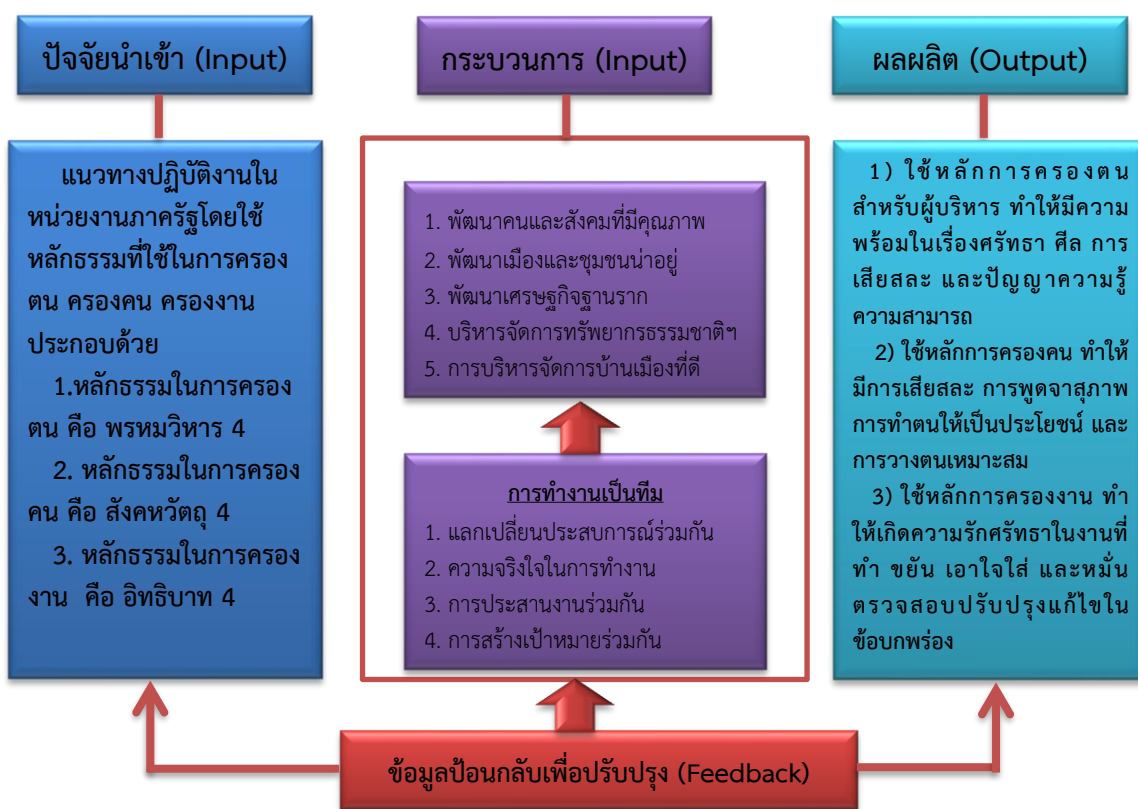 ปัจจัยนำเข้า (Input)
แนวทางปฏิบัติงานใน
หน่วยงานภาครัฐโดยใช้
หลักธรรมที่ใช้ในการครอง
ตน ครองคน ครองงาน
ประกอบด้วย
1.หลักธรรมในการครอง
ตน คือ พรหมวิหาร 4
2. หลักธรรมในการครอง
คน คือ สังคหวัตถุ 4
3. หลักธรรมในการครอง
งาน คือ อิทธิบาท 4
กระบวนการ (Input)
1. พัฒนาคนและสังคมที่มีคุณภาพ
2. พัฒนาเมืองและชุมชนน่าอยู่
3. พัฒนาเศรษฐกิจฐานราก
4. บริหารจัดการทรัพยากรธรรมชาติฯ
5. การบริหารจัดการบ้านเมืองที่ดี
การทำงานเป็นทีม
1. แลกเปลี่ยนประสบการณ์ร่วมกัน
2. ความจริงใจในการทำงาน
3. การประสานงานร่วมกัน
4. การสร้างเป้าหมายร่วมกัน
ผลผลิต (Output)
1) ใช้หลักการครองตน
สำหรับผู้บริหาร ทำให้มีความ
พร้อมในเรื่องศรัทธา ศีล การ
เสียสละ และปัญญาความรู้
ความสามารถ
2) ใช้หลักการครองคน ทำให้
มีการเสียสละ การพูดจาสุภาพ
การทำตนให้เป็นประโยชน์ และ
การวางตนเหมาะสม
3) ใช้หลักการครองงาน ทำ
ให้เกิดความรักศรัทธาในงานที่
ทำ ขยัน เอาใจใส่ และหมั่น
ตรวจสอบปรับปรุงแก้ไขใน
ข้อบกพร่อง
ข้อมูลป้อนกลับเพื่อปรับปรุง (Feedback)